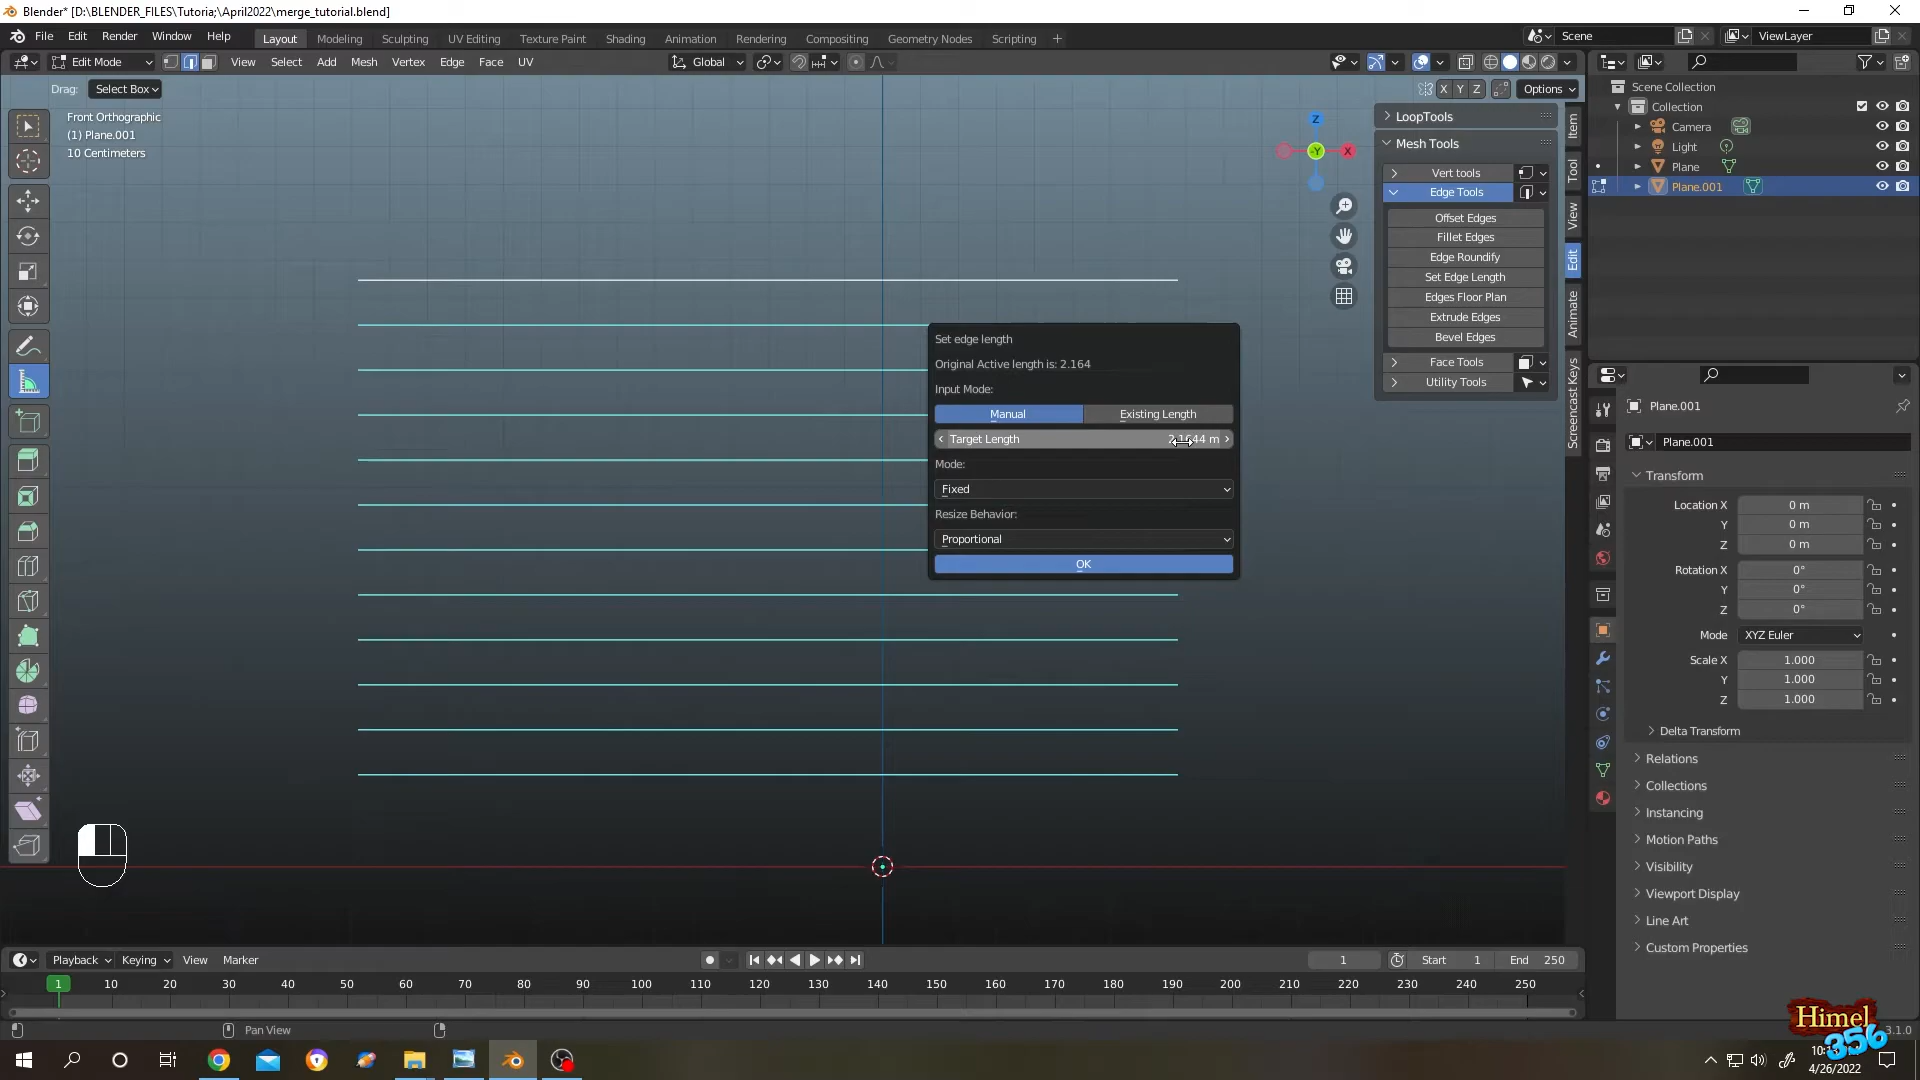 Blender* [D:\BLENDER_FILES\Tutoria;\April2022\merge_tutorial.blend]
File Edit Render Window Help Layout Modeling Sculpting UV Editing Texture Paint Shading Animation Rendering Compositing Geometry Nodes Scripting + Scene ViewLayer
Edit Mode View Select Add Mesh Vertex Edge Face UV Global
Drag: Select Box X Y Z Options
Front Orthographic
(1) Plane.001
10 Centimeters
Z
-Y X
LoopTools
Mesh Tools
Vert tools
Edge Tools
Offset Edges
Fillet Edges
Edge Roundify
Set Edge Length
Edges Floor Plan
Extrude Edges
Bevel Edges
Face Tools
Utility Tools
Item
Tool
View
Edit
Animate
Screencast Keys
Set edge length
Original Active length is: 2.164
Input Mode:
Manual Existing Length
Target Length 2.1644 m
Mode:
Fixed
Resize Behavior:
Proportional
OK
Scene Collection
Collection
Camera
Light
Plane
Plane.001
Plane.001
Plane.001
Transform
Location X 0 m
Y 0 m
Z 0 m
Rotation X 0°
Y 0°
Z 0°
Mode XYZ Euler
Scale X 1.000
Y 1.000
Z 1.000
Delta Transform
Relations
Collections
Instancing
Motion Paths
Visibility
Viewport Display
Line Art
Custom Properties
Playback Keying View Marker 1 Start 1 End 250
1 10 20 30 40 50 60 70 80 90 100 110 120 130 140 150 160 170 180 190 200 210 220 230 240 250
Pan View
3.1.0
Himel
356
4/26/2022